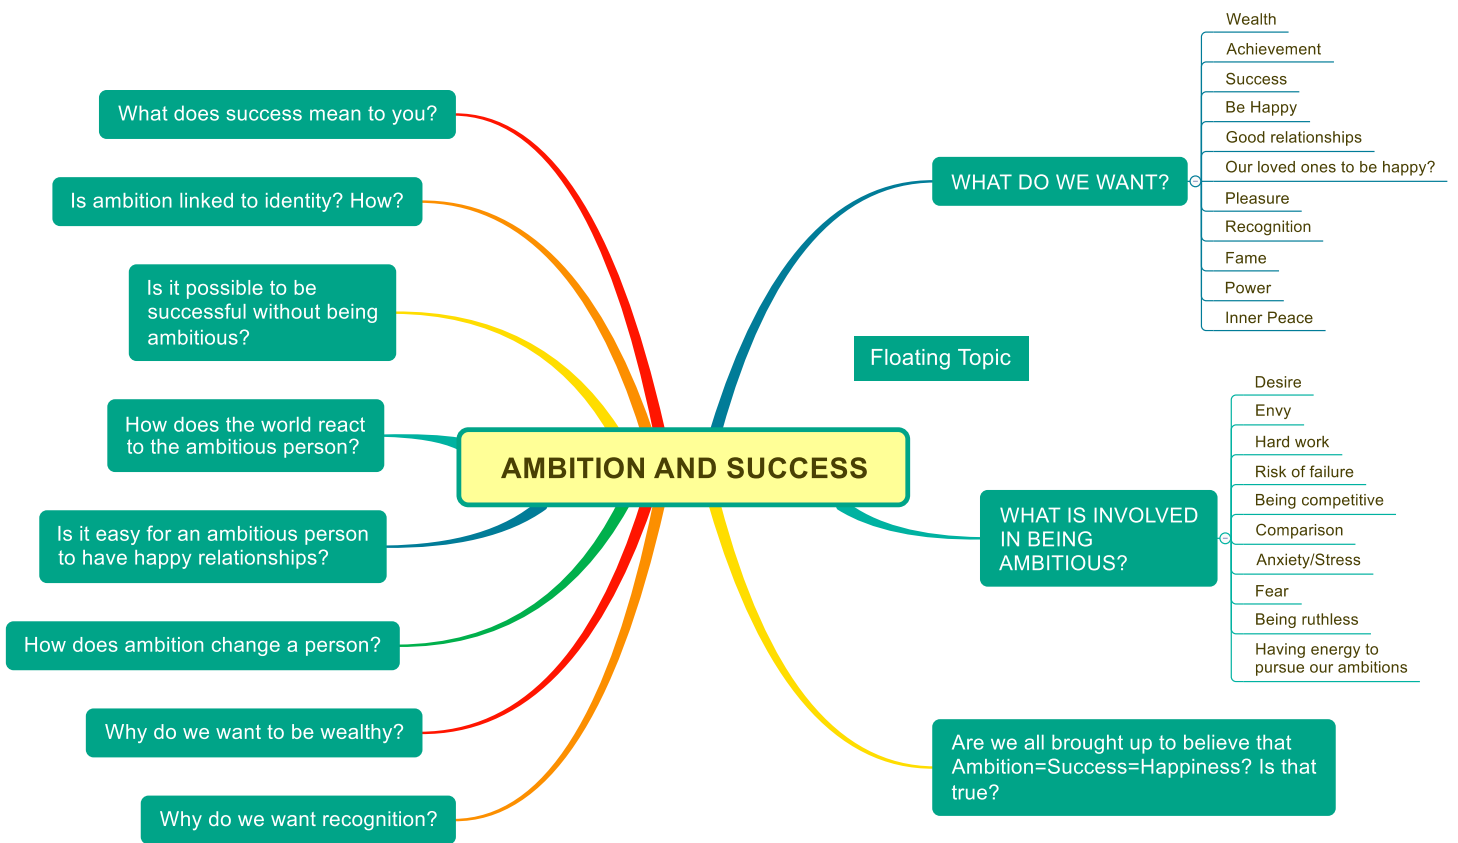 AMBITION AND SUCCESS
What does success mean to you?
Is ambition linked to identity? How?
Is it possible to be
successful without being
ambitious?
How does the world react
to the ambitious person?
Is it easy for an ambitious person
to have happy relationships?
How does ambition change a person?
Why do we want to be wealthy?
Why do we want recognition?
WHAT DO WE WANT?
Wealth
Achievement
Success
Be Happy
Good relationships
Our loved ones to be happy?
Pleasure
Recognition
Fame
Power
Inner Peace
Floating Topic
WHAT IS INVOLVED
IN BEING
AMBITIOUS?
Desire
Envy
Hard work
Risk of failure
Being competitive
Comparison
Anxiety/Stress
Fear
Being ruthless
Having energy to
pursue our ambitions
Are we all brought up to believe that
Ambition=Success=Happiness? Is that
true?